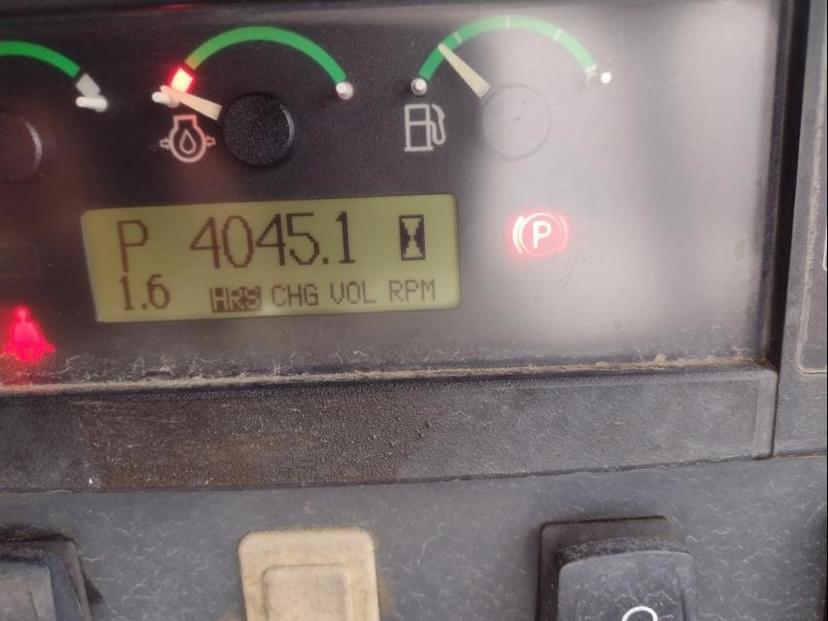 P 4045.1
1.6 HRS CHG VOL RPM
P